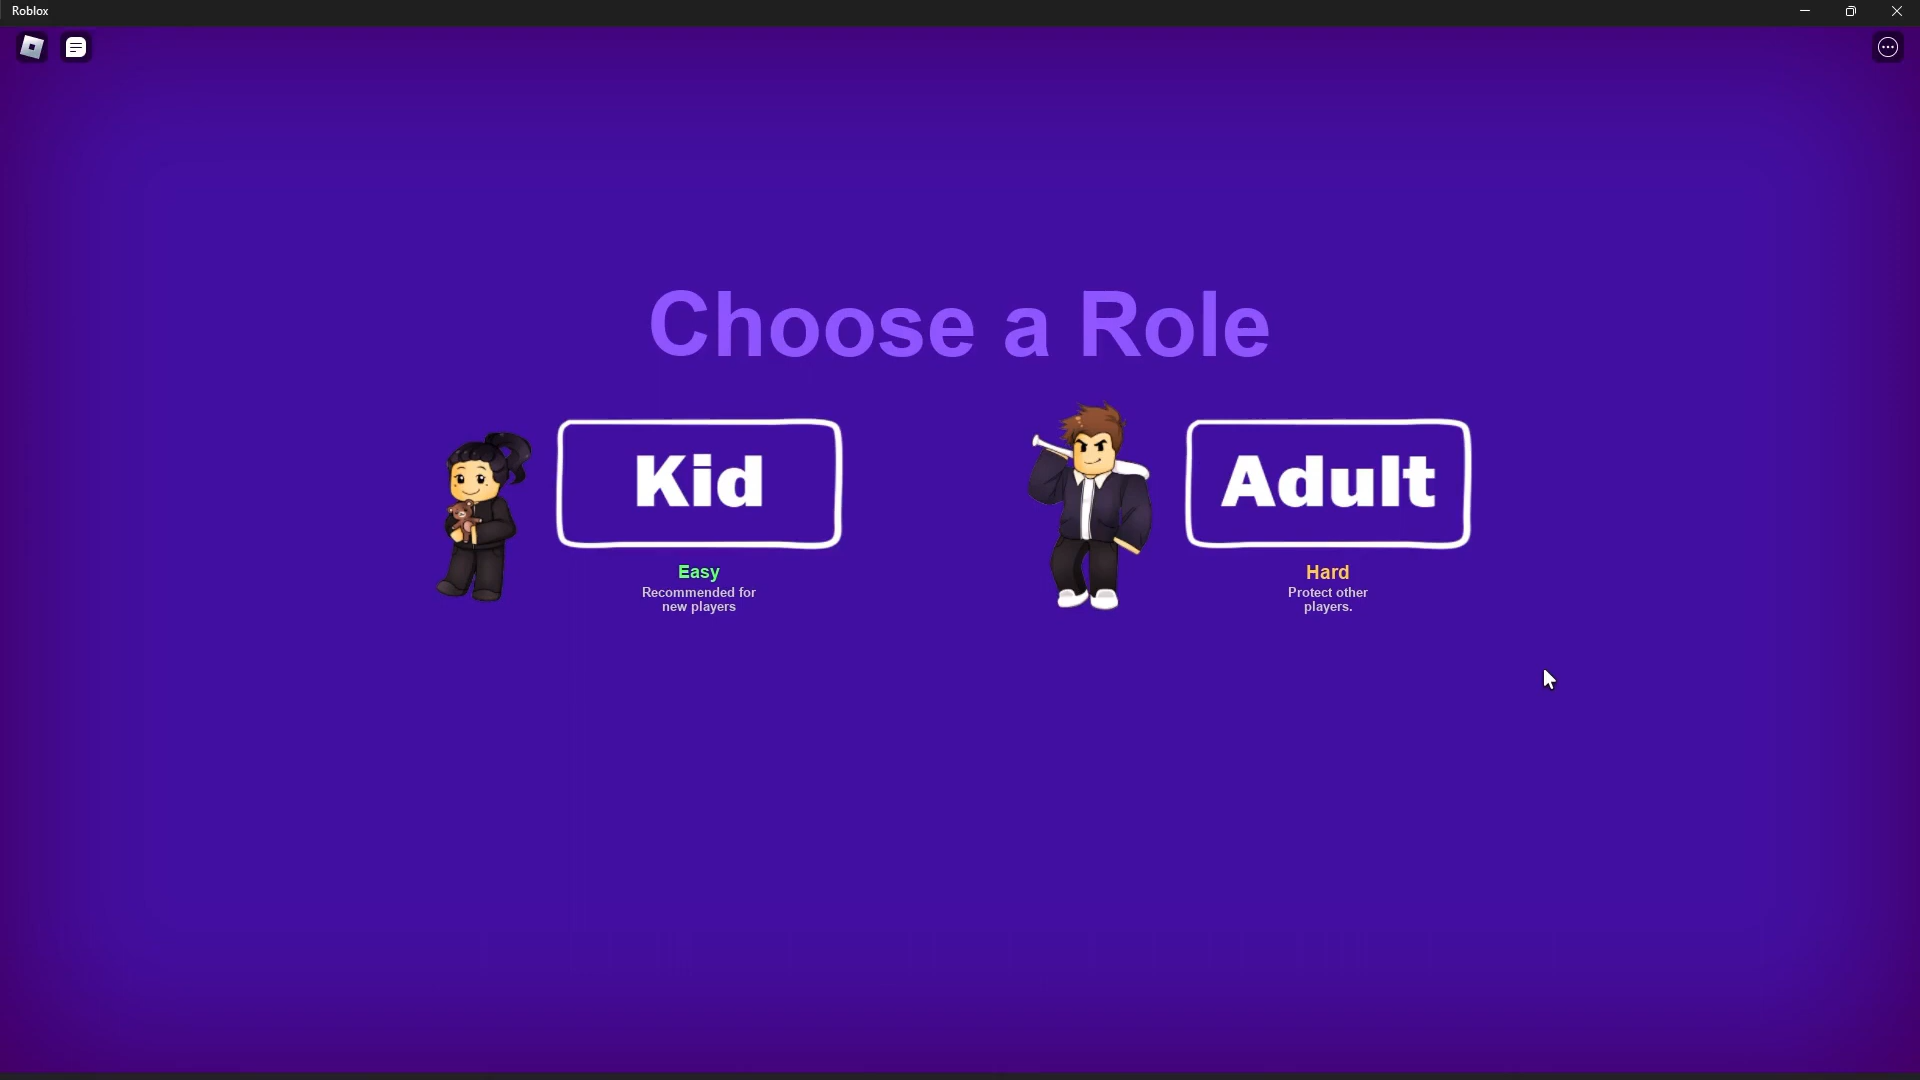 Roblox
Choose a Role
Kid
Adult
Easy
Recommended for
new players
Hard
Protect other
players.